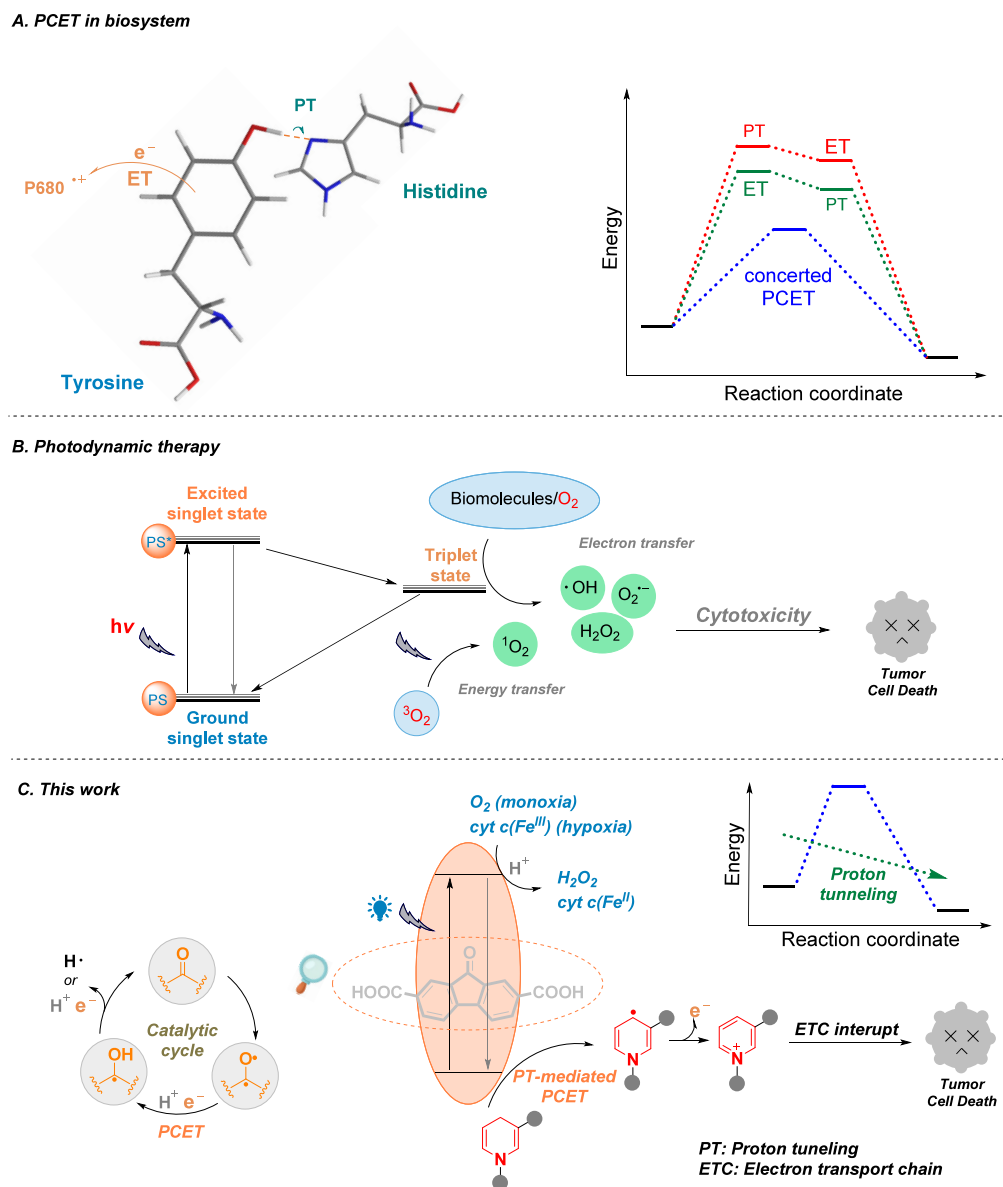 A. PCET in biosystem
PT
e−
ET
P680 •+
Histidine
Tyrosine
Energy
PT
ET
ET
PT
concerted
PCET
Reaction coordinate
B. Photodynamic therapy
Excited
singlet state
PS*
hν
PS
Ground
singlet state
Biomolecules/O2
Triplet
state
Electron transfer
•OH
O2•−
H2O2
1O2
Energy transfer
3O2
Cytotoxicity
Tumor
Cell Death
C. This work
O2 (monoxia)
cyt c(FeIII) (hypoxia)
H+
H2O2
cyt c(FeII)
Energy
Proton
tunneling
Reaction coordinate
H•
or
H+ e−
O
Catalytic
cycle
OH
O•
H+ e−
PCET
O
HOOC
COOH
PT-mediated
PCET
N
N
e−
+
N
ETC interupt
Tumor
Cell Death
PT: Proton tuneling
ETC: Electron transport chain